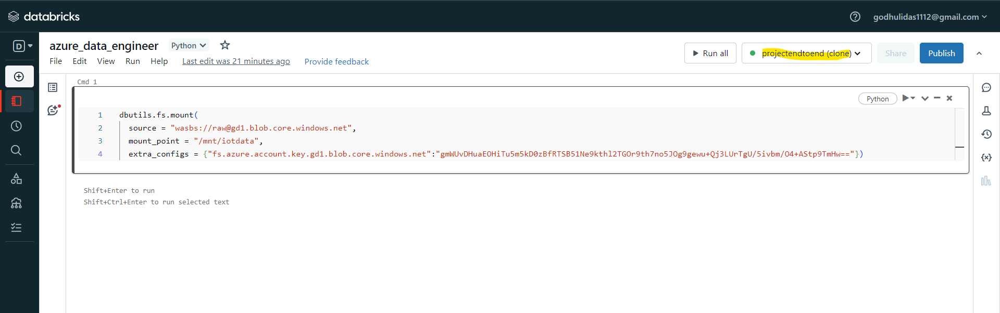 databricks
godhulidas1112@gmail.com
D
azure_data_engineer Python
File Edit View Run Help Last edit was 21 minutes ago Provide feedback
Run all projectendtoend (clone) Share Publish
Cmd 1
Python
1 dbutils.fs.mount(
2 source = "wasbs://raw@gd1.blob.core.windows.net",
3 mount_point = "/mnt/iotdata",
4 extra_configs = {"fs.azure.account.key.gd1.blob.core.windows.net":"gmWUvDHuaEOHiTu5m5kD0zBfRTSB51Ne9kthl2TGOr9th7no5JOg9gewu+Qj3LUrTgU/5ivbm/O4+AStp9TmHw=="})
Shift+Enter to run
Shift+Ctrl+Enter to run selected text